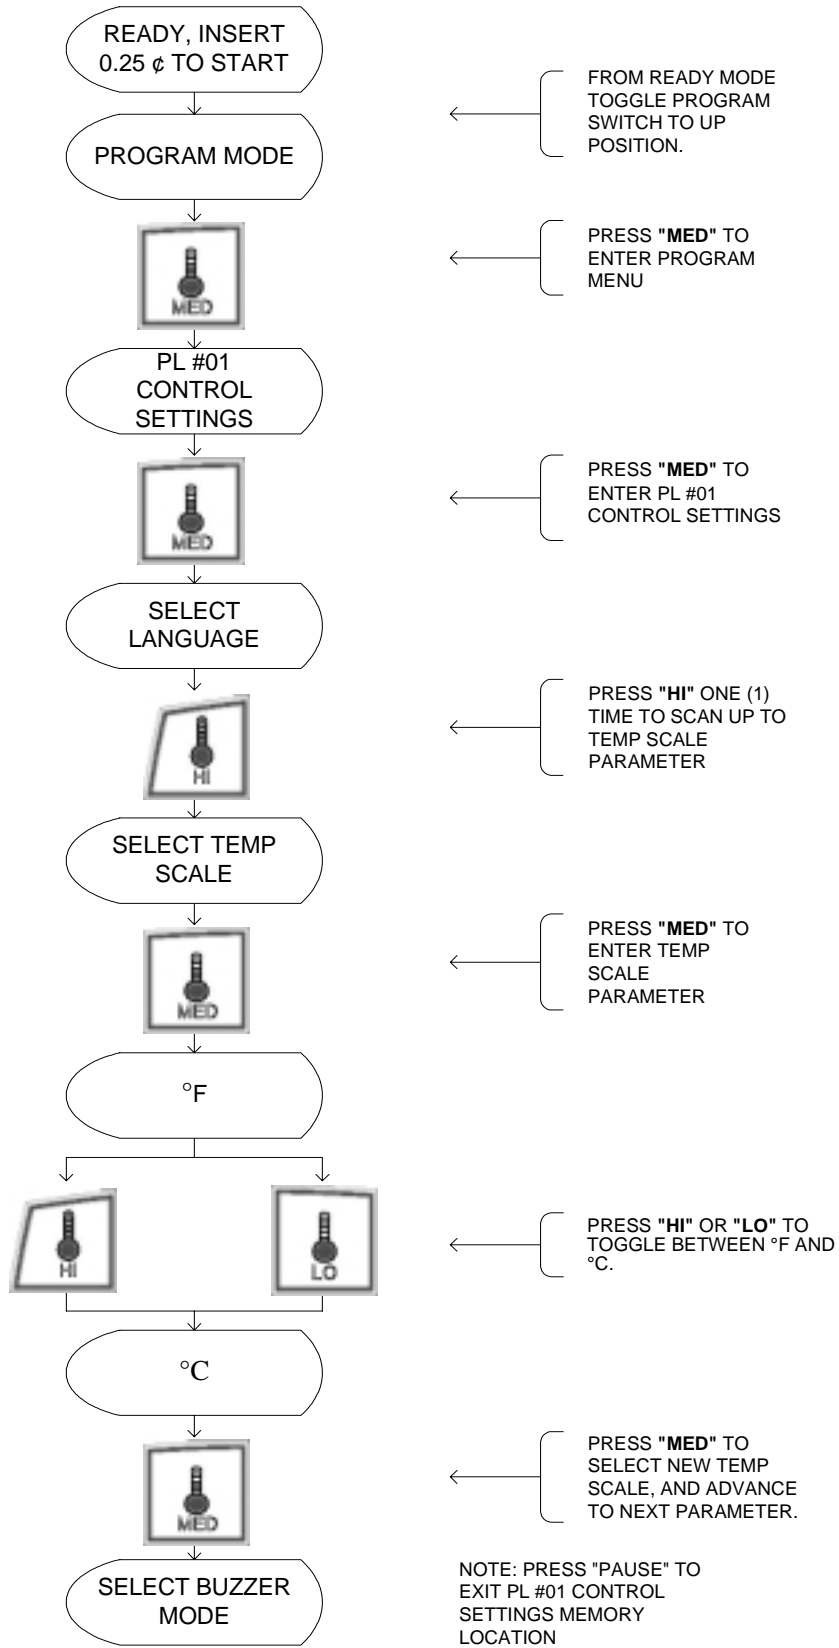 READY, INSERT
0.25 ¢ TO START
FROM READY MODE
TOGGLE PROGRAM
SWITCH TO UP
POSITION.
PROGRAM MODE
MED
PRESS "MED" TO
ENTER PROGRAM
MENU
PL #01
CONTROL
SETTINGS
MED
PRESS "MED" TO
ENTER PL #01
CONTROL SETTINGS
SELECT
LANGUAGE
HI
PRESS "HI" ONE (1)
TIME TO SCAN UP TO
TEMP SCALE
PARAMETER
SELECT TEMP
SCALE
MED
PRESS "MED" TO
ENTER TEMP
SCALE
PARAMETER
°F
HI
LO
PRESS "HI" OR "LO" TO
TOGGLE BETWEEN °F AND
°C.
°C
MED
PRESS "MED" TO
SELECT NEW TEMP
SCALE, AND ADVANCE
TO NEXT PARAMETER.
SELECT BUZZER
MODE
NOTE: PRESS "PAUSE" TO
EXIT PL #01 CONTROL
SETTINGS MEMORY
LOCATION